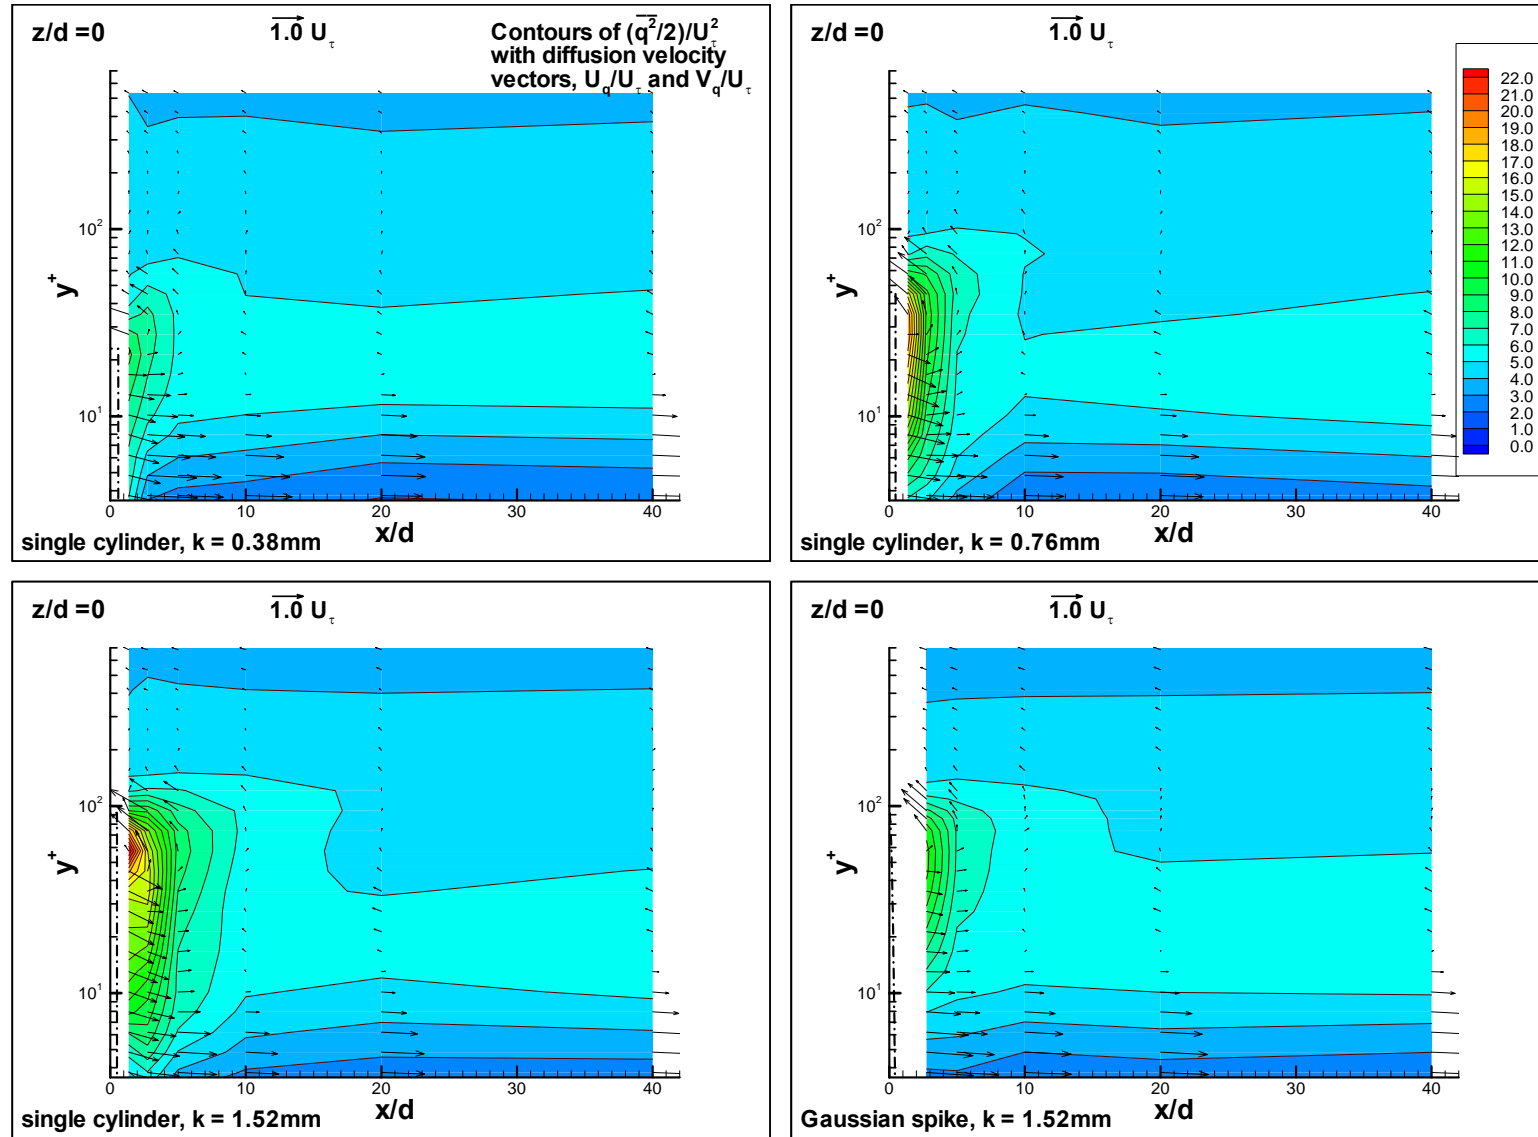 z/d =0
1.0 Uτ
Contours of (q²/2)/Uτ²
with diffusion velocity
vectors, Uq/Uτ and Vq/Uτ
y⁺
10²
10¹
0 10 20 30 40
x/d
single cylinder, k = 0.38mm
z/d =0
1.0 Uτ
y⁺
10²
10¹
0 10 20 30 40
x/d
single cylinder, k = 0.76mm
22.0
21.0
20.0
19.0
18.0
17.0
16.0
15.0
14.0
13.0
12.0
11.0
10.0
9.0
8.0
7.0
6.0
5.0
4.0
3.0
2.0
1.0
0.0
z/d =0
1.0 Uτ
y⁺
10²
10¹
0 10 20 30 40
x/d
single cylinder, k = 1.52mm
z/d =0
1.0 Uτ
y⁺
10²
10¹
0 10 20 30 40
x/d
Gaussian spike, k = 1.52mm